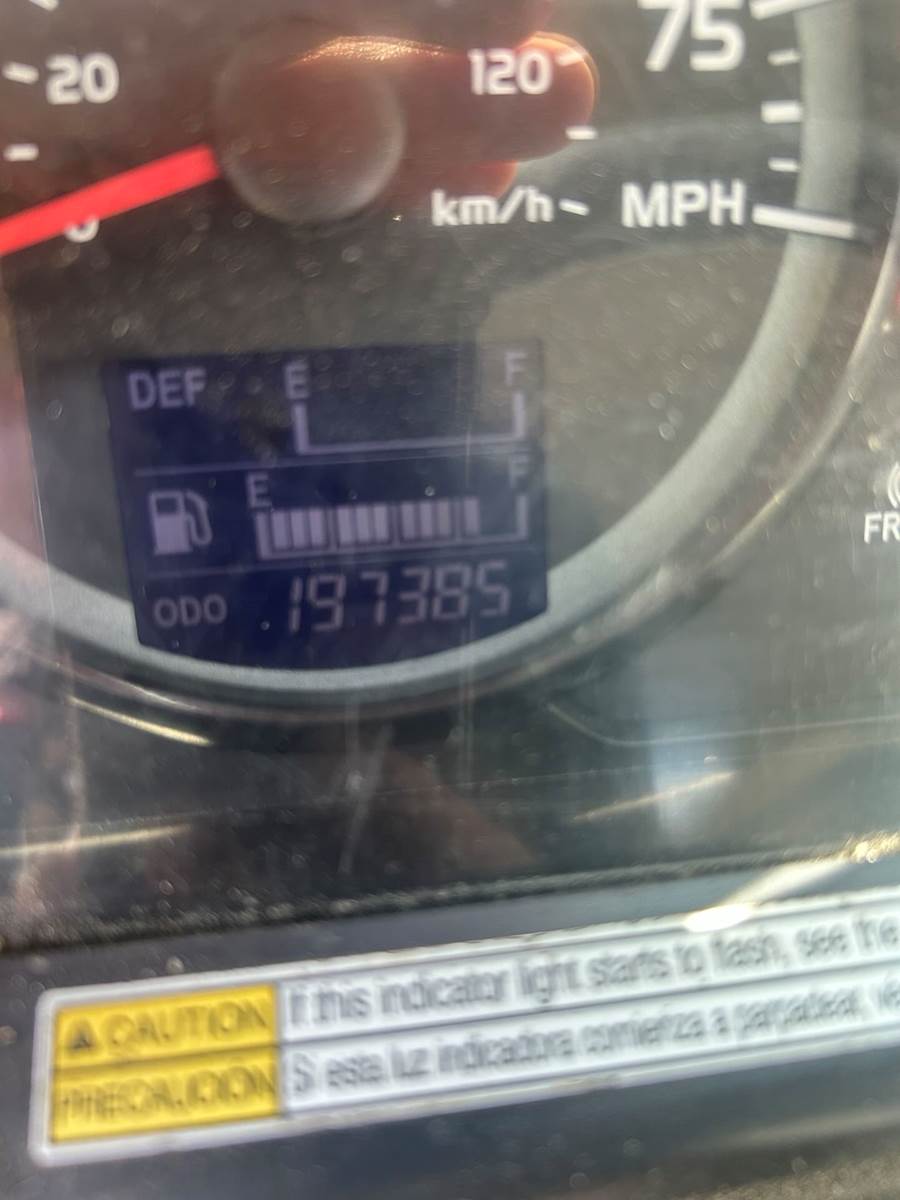 75
20 120
0 km/h MPH
DEF E F
E F
ODO 197385
FR
CAUTION If this indicator light starts to flash, see the
PRECAUCION Si esta luz indicadora comienza a parpadear,